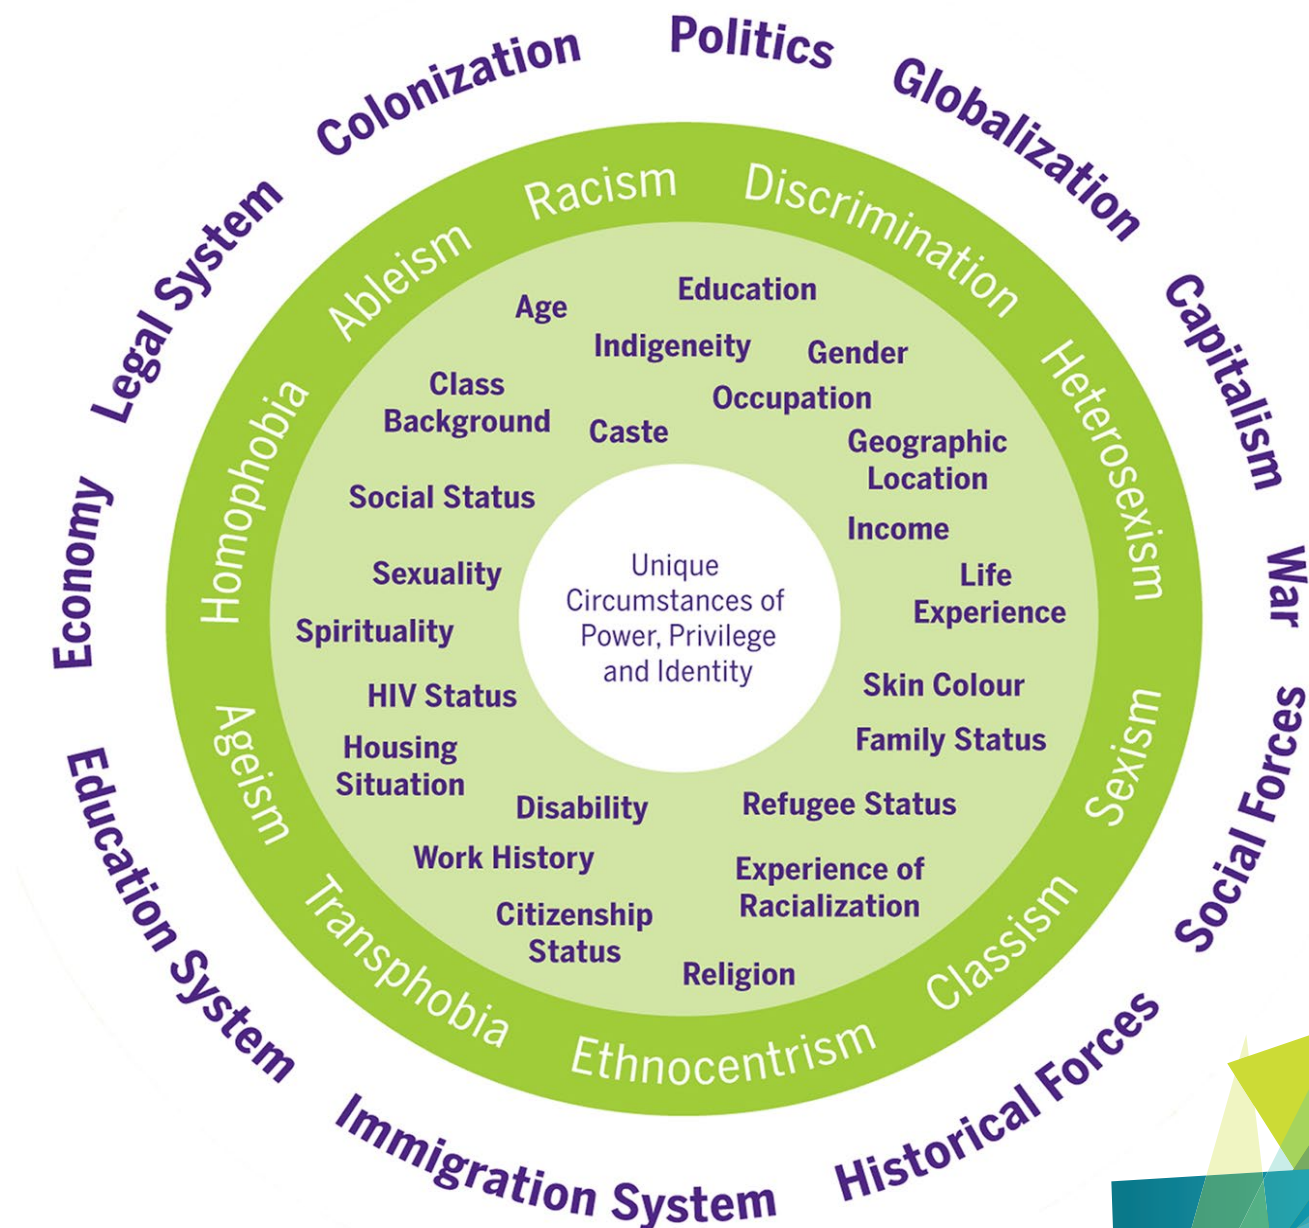 Politics
Globalization
Capitalism
War
Social Forces
Historical Forces
Immigration System
Education System
Economy
Legal System
Colonization
Racism
Discrimination
Heterosexism
Sexism
Classism
Ethnocentrism
Transphobia
Ageism
Homophobia
Ableism
Age
Education
Indigeneity
Gender
Class
Background
Occupation
Caste
Geographic
Location
Social Status
Income
Sexuality
Life
Experience
Spirituality
HIV Status
Skin Colour
Housing
Situation
Family Status
Disability
Refugee Status
Work History
Experience of
Racialization
Citizenship
Status
Religion
Unique
Circumstances of
Power, Privilege
and Identity